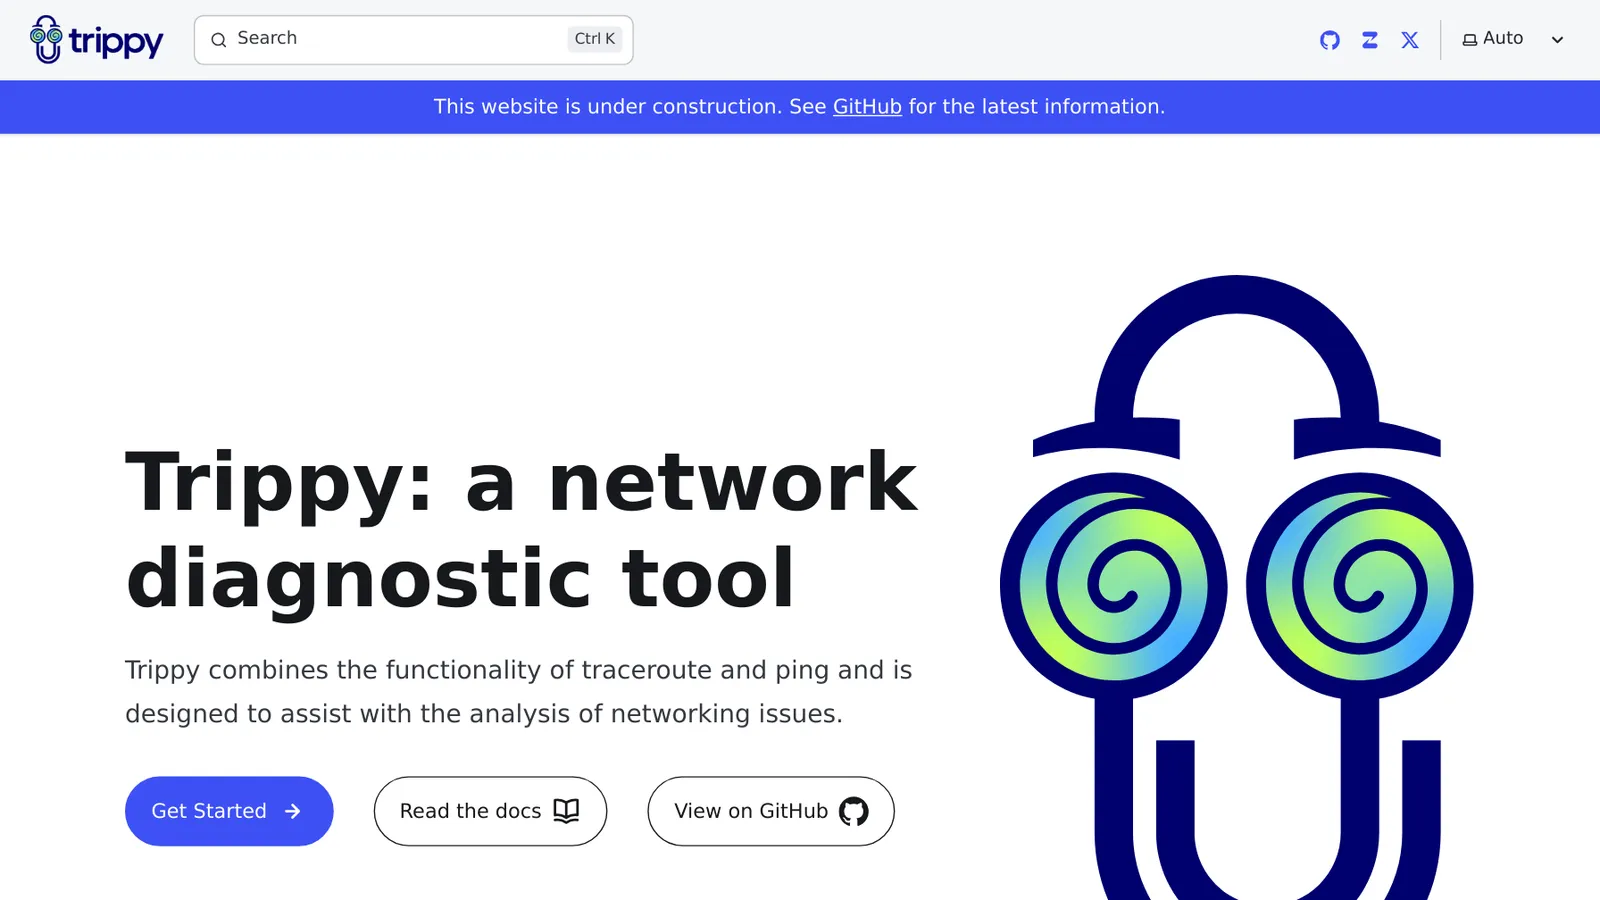 trippy
Search
Ctrl K
Auto
This website is under construction. See GitHub for the latest information.
Trippy: a network
diagnostic tool
Trippy combines the functionality of traceroute and ping and is
designed to assist with the analysis of networking issues.
Get Started
Read the docs
View on GitHub